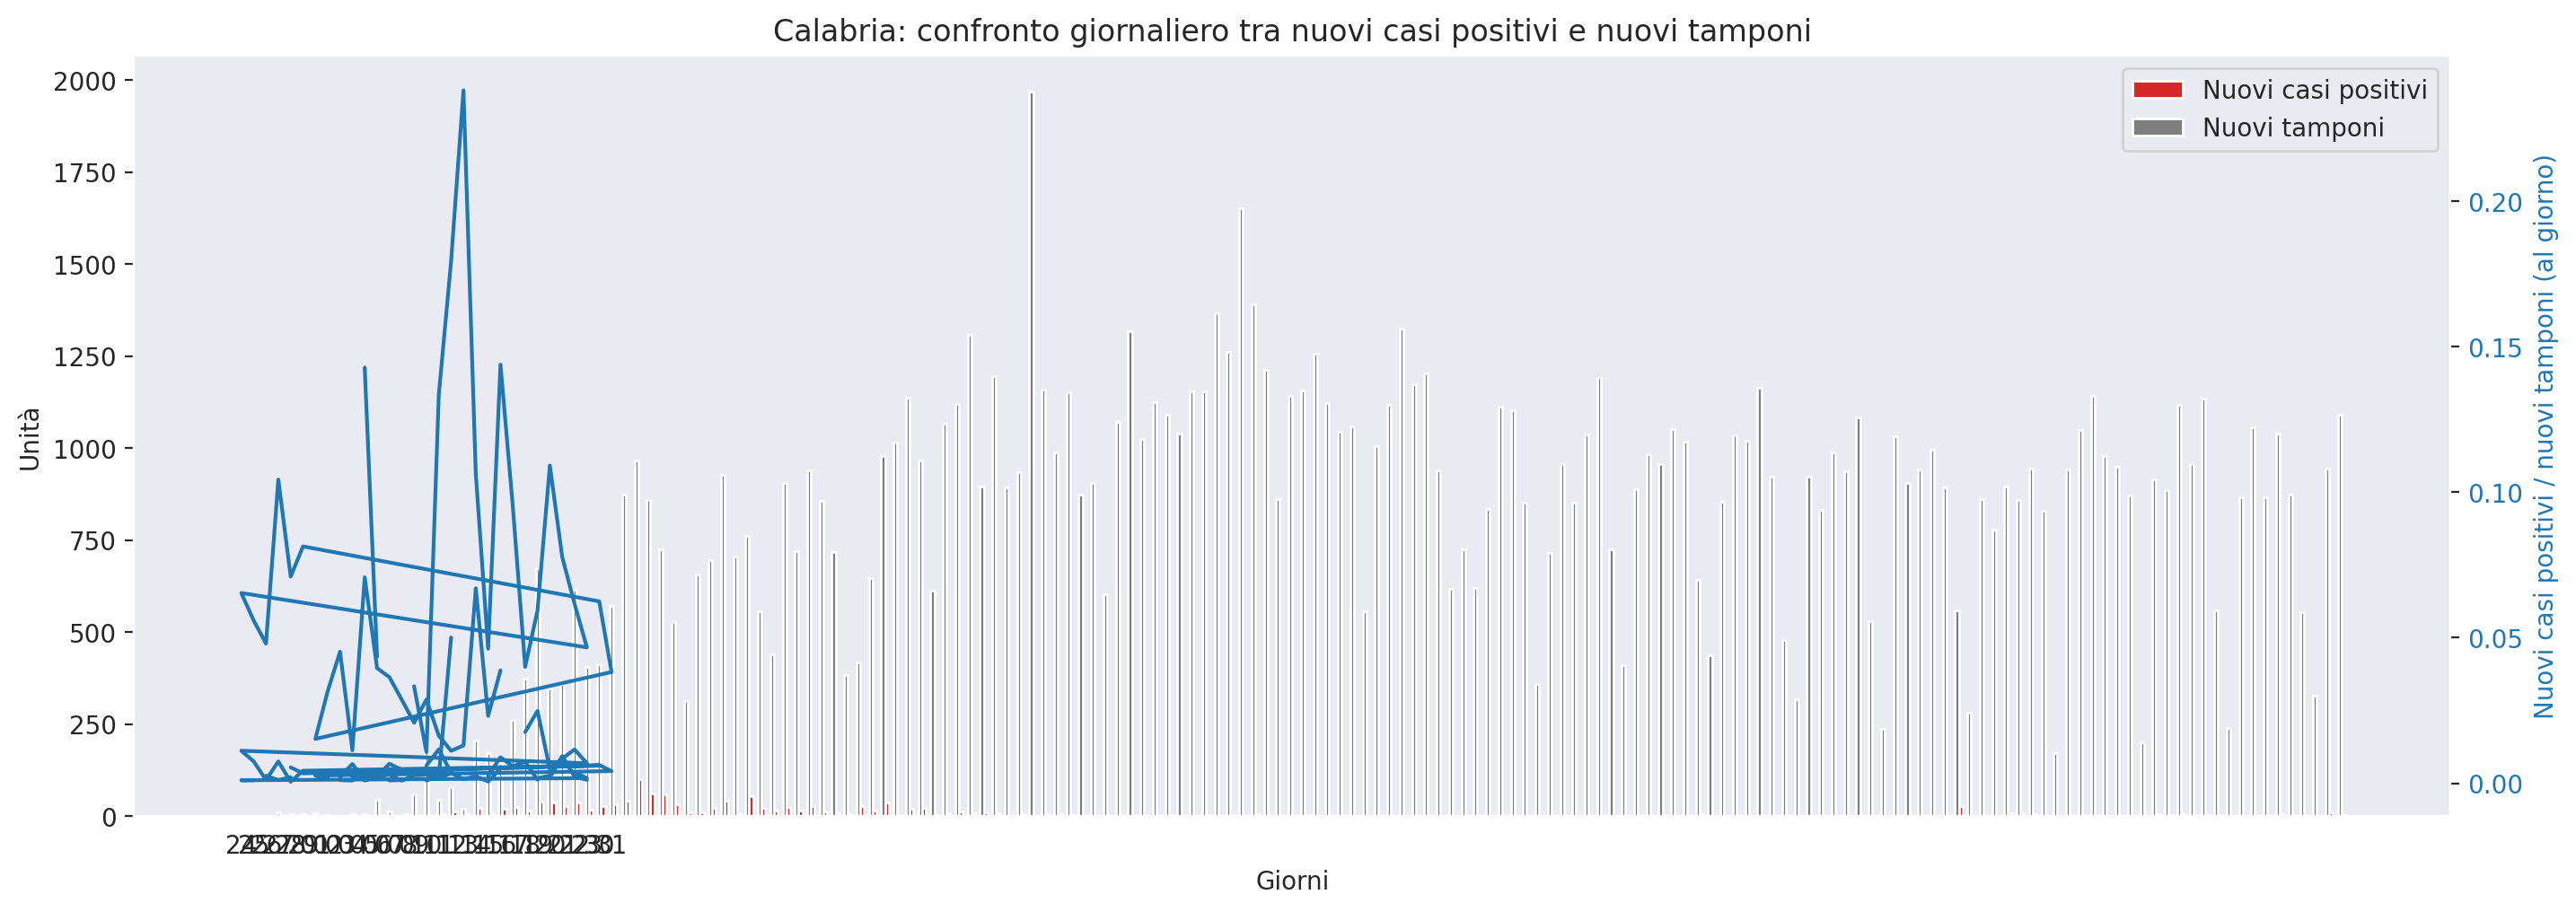 Calabria: confronto giornaliero tra nuovi casi positivi e nuovi tamponi
Nuovi casi positivi
Nuovi tamponi
2000
1750
1500
1250
1000
750
500
250
0
Unità
0.20
0.15
0.10
0.05
0.00
Nuovi casi positivi / nuovi tamponi (al giorno)
Giorni